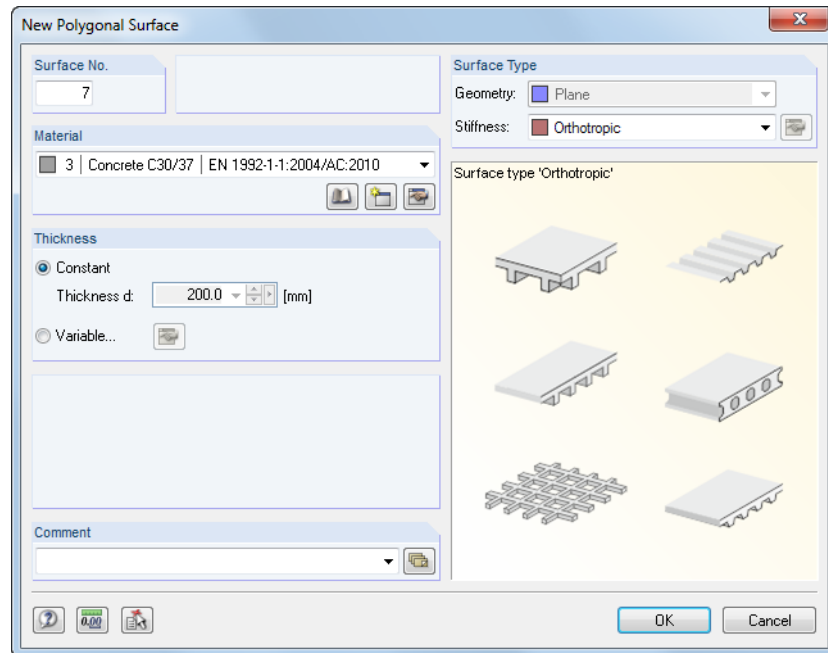 New Polygonal Surface
Surface No.
7
Material
3 | Concrete C30/37 | EN 1992-1-1:2004/AC:2010
Thickness
Constant
Thickness d: 200.0 [mm]
Variable...
Comment
Surface Type
Geometry: Plane
Stiffness: Orthotropic
Surface type 'Orthotropic'
0.00
OK Cancel